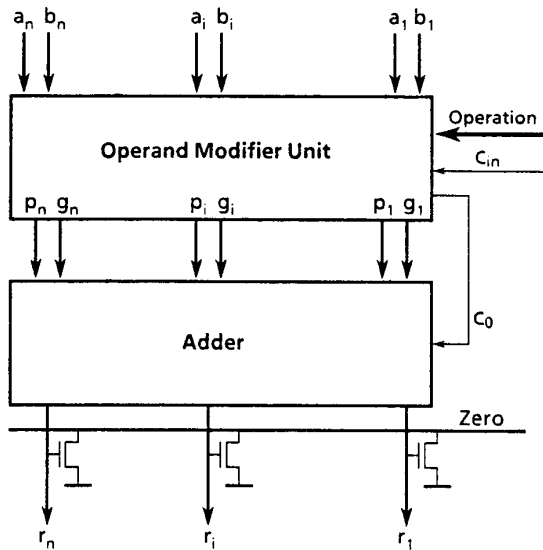 aₙ bₙ aᵢ bᵢ a₁ b₁
Operation
Operand Modifier Unit
Cᵢₙ
pₙ gₙ pᵢ gᵢ p₁ g₁
Adder
C₀
Zero
rₙ rᵢ r₁